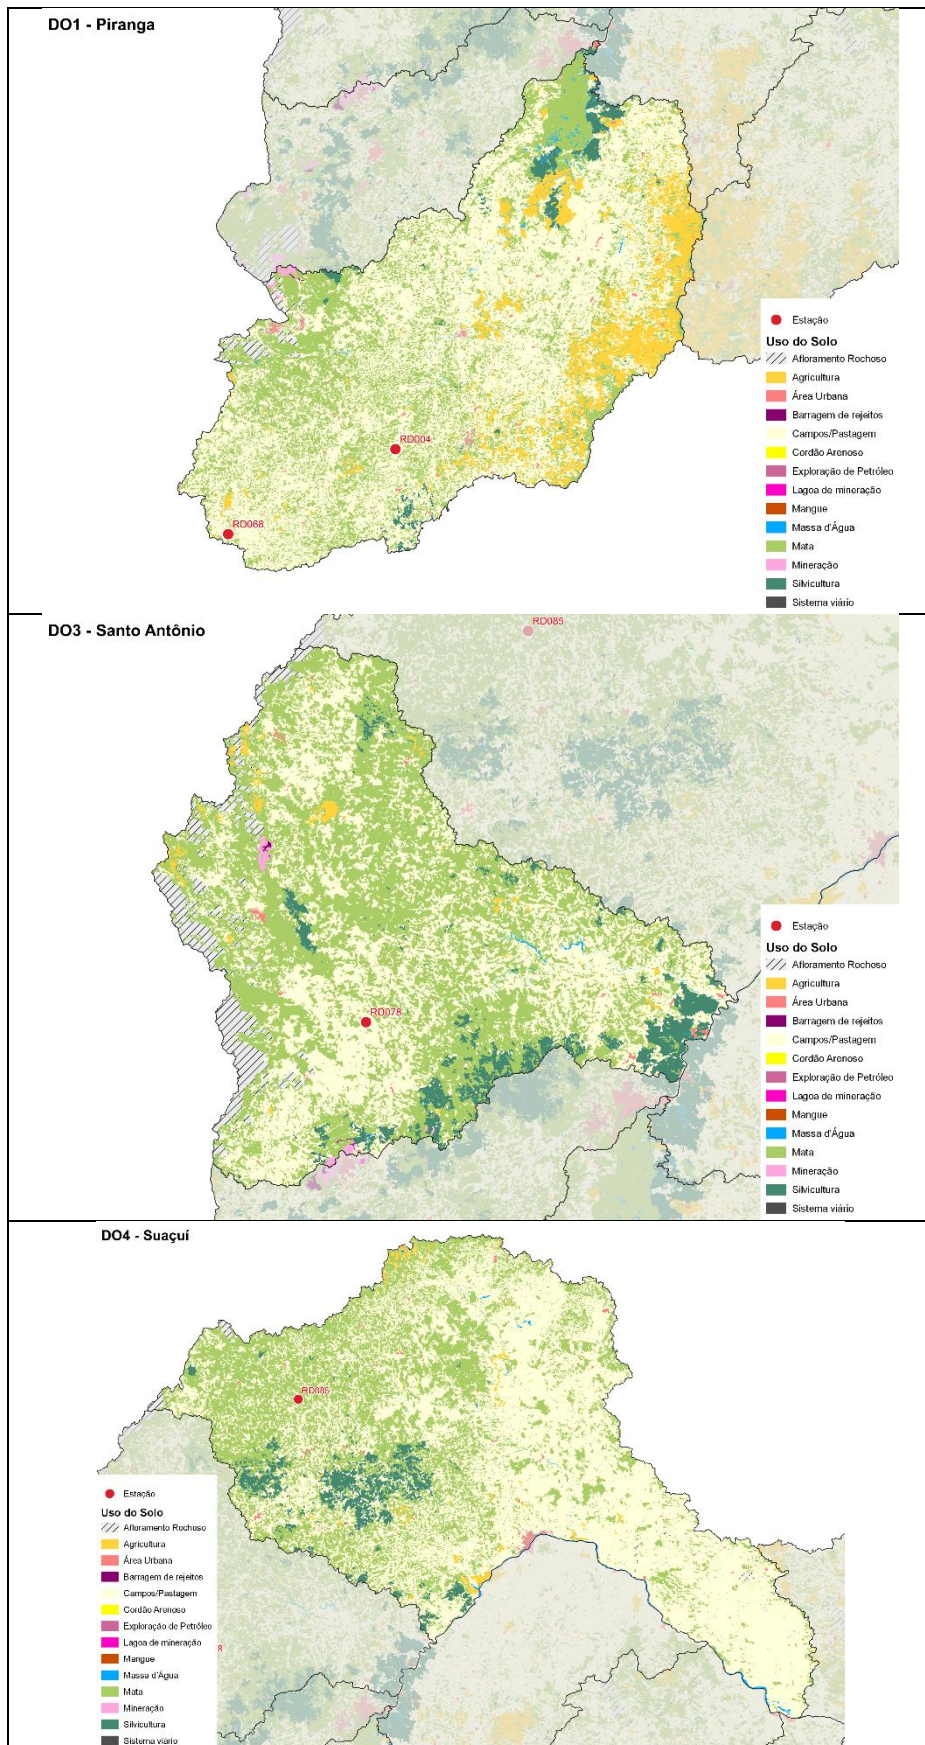 DO1 - Piranga
RD004
RD068
Estação
Uso do Solo
Afloramento Rochoso
Agricultura
Área Urbana
Barragem de rejeitos
Campos/Pastagem
Cordão Arenoso
Exploração de Petróleo
Lagoa de mineração
Mangue
Massa d'Água
Mata
Mineração
Silvicultura
Sistema viário
DO3 - Santo Antônio
RD085
RD078
Estação
Uso do Solo
Afloramento Rochoso
Agricultura
Área Urbana
Barragem de rejeitos
Campos/Pastagem
Cordão Arenoso
Exploração de Petróleo
Lagoa de mineração
Mangue
Massa d'Água
Mata
Mineração
Silvicultura
Sistema viário
DO4 - Suaçuí
RD085
Estação
Uso do Solo
Afloramento Rochoso
Agricultura
Área Urbana
Barragem de rejeitos
Campos/Pastagem
Cordão Arenoso
Exploração de Petróleo
Lagoa de mineração
8
Mangue
Massa d'Água
Mata
Mineração
Silvicultura
Sistema viário